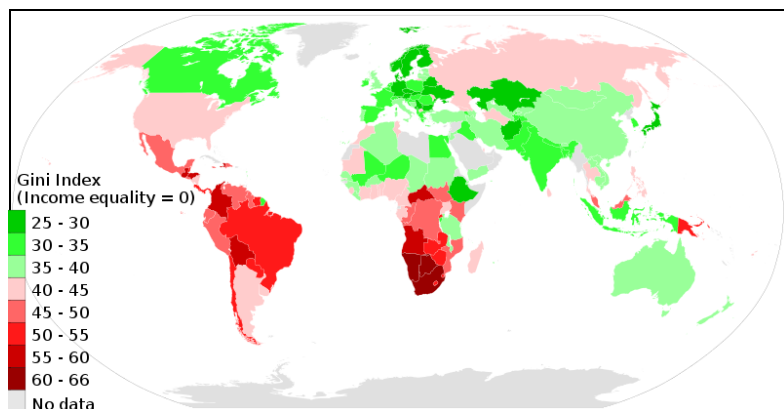 Gini Index
(Income equality = 0)
25 - 30
30 - 35
35 - 40
40 - 45
45 - 50
50 - 55
55 - 60
60 - 66
No data